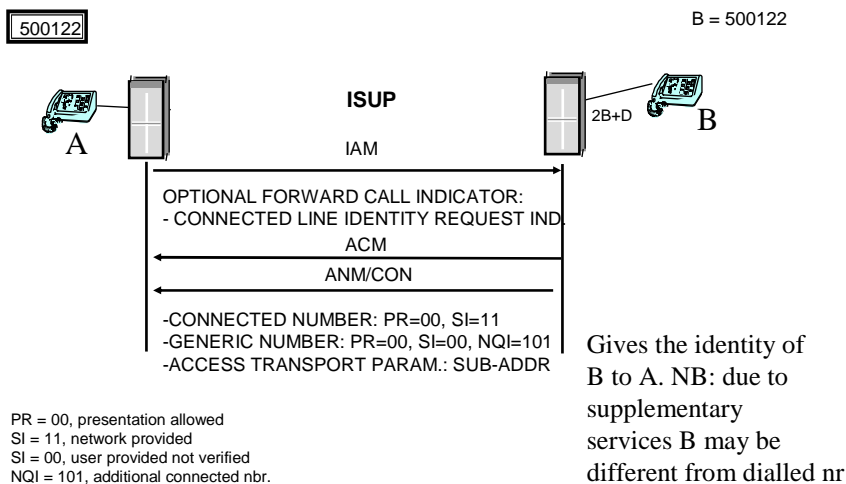 500122
B = 500122
ISUP
2B+D
A
B
IAM
OPTIONAL FORWARD CALL INDICATOR:
- CONNECTED LINE IDENTITY REQUEST IND.
ACM
ANM/CON
-CONNECTED NUMBER: PR=00, SI=11
-GENERIC NUMBER: PR=00, SI=00, NQI=101
-ACCESS TRANSPORT PARAM.: SUB-ADDR
Gives the identity of
B to A. NB: due to
supplementary
services B may be
different from dialled nr
PR = 00, presentation allowed
SI = 11, network provided
SI = 00, user provided not verified
NQI = 101, additional connected nbr.